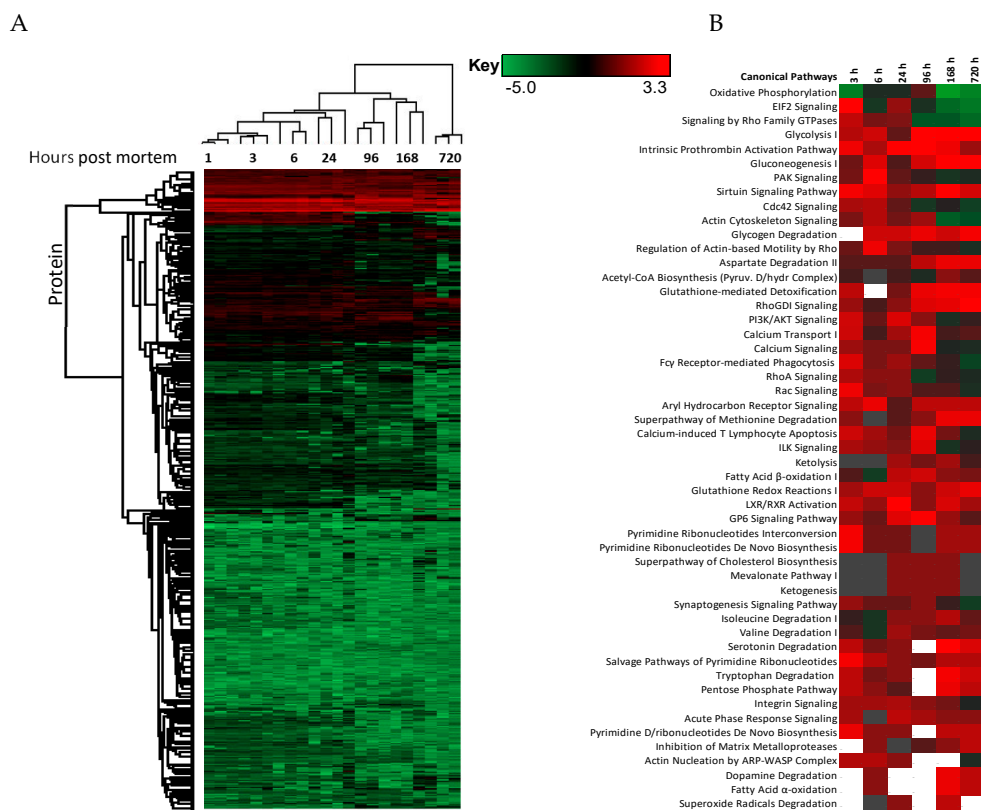 A
B
Key
-5.0 3.3
Hours post mortem 1 3 6 24 96 168 720
Protein
Canonical Pathways 3 h 6 h 24 h 96 h 168 h 720 h
Oxidative Phosphorylation
EIF2 Signaling
Signaling by Rho Family GTPases
Glycolysis I
Intrinsic Prothrombin Activation Pathway
Gluconeogenesis I
PAK Signaling
Sirtuin Signaling Pathway
Cdc42 Signaling
Actin Cytoskeleton Signaling
Glycogen Degradation
Regulation of Actin-based Motility by Rho
Aspartate Degradation II
Acetyl-CoA Biosynthesis (Pyruv. D/hydr Complex)
Glutathione-mediated Detoxification
RhoGDI Signaling
PI3K/AKT Signaling
Calcium Transport I
Calcium Signaling
Fcγ Receptor-mediated Phagocytosis
RhoA Signaling
Rac Signaling
Aryl Hydrocarbon Receptor Signaling
Superpathway of Methionine Degradation
Calcium-induced T Lymphocyte Apoptosis
ILK Signaling
Ketolysis
Fatty Acid β-oxidation I
Glutathione Redox Reactions I
LXR/RXR Activation
GP6 Signaling Pathway
Pyrimidine Ribonucleotides Interconversion
Pyrimidine Ribonucleotides De Novo Biosynthesis
Superpathway of Cholesterol Biosynthesis
Mevalonate Pathway I
Ketogenesis
Synaptogenesis Signaling Pathway
Isoleucine Degradation I
Valine Degradation I
Serotonin Degradation
Salvage Pathways of Pyrimidine Ribonucleotides
Tryptophan Degradation
Pentose Phosphate Pathway
Integrin Signaling
Acute Phase Response Signaling
Pyrimidine D/ribonucleotides De Novo Biosynthesis
Inhibition of Matrix Metalloproteases
Actin Nucleation by ARP-WASP Complex
Dopamine Degradation
Fatty Acid α-oxidation
Superoxide Radicals Degradation